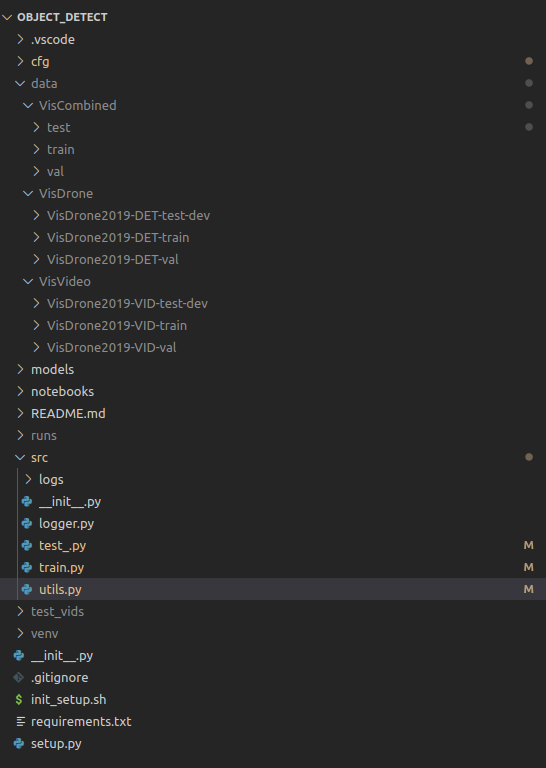 OBJECT_DETECT
.vscode
cfg
data
VisCombined
test
train
val
VisDrone
VisDrone2019-DET-test-dev
VisDrone2019-DET-train
VisDrone2019-DET-val
VisVideo
VisDrone2019-VID-test-dev
VisDrone2019-VID-train
VisDrone2019-VID-val
models
notebooks
README.md
runs
src
logs
__init__.py
logger.py
test_.py M
train.py M
utils.py M
test_vids
venv
__init__.py
.gitignore
$ init_setup.sh
requirements.txt
setup.py